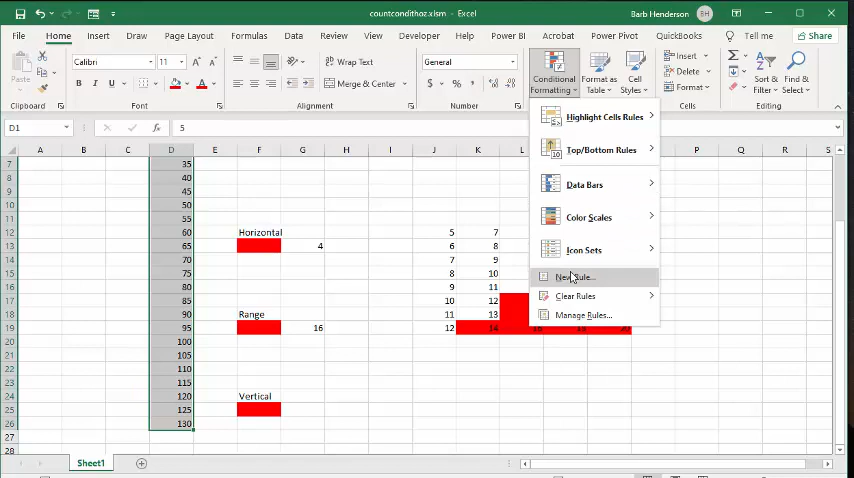 countcondithoz.xlsm - Excel
Barb Henderson BH
File Home Insert Draw Page Layout Formulas Data Review View Developer Help Power Pivot Acrobat QuickBooks Tell me Share
Calibri 11 Wrap Text General Insert
Paste B I U Merge & Center $ % Conditional Formatting Format as Table Cell Styles Delete Format Sort & Filter Find & Select
Clipboard Font Alignment Number Cells Editing
D1 fx 5
A B C D E F G H I J K L P Q R S
7 35
8 40
9 45
10 50
11 55
12 60 Horizontal 5 7
13 65 4 6 8
14 70 7 9
15 75 8 10
16 80 9 11
17 85 10 12
18 90 Range 11 13
19 95 16 12 14 16 18 20
20 100
21 105
22 110
23 115
24 120 Vertical
25 125
26 130
27
28
Highlight Cells Rules
Top/Bottom Rules
Data Bars
Color Scales
Icon Sets
New Rule...
Clear Rules
Manage Rules...
Sheet1